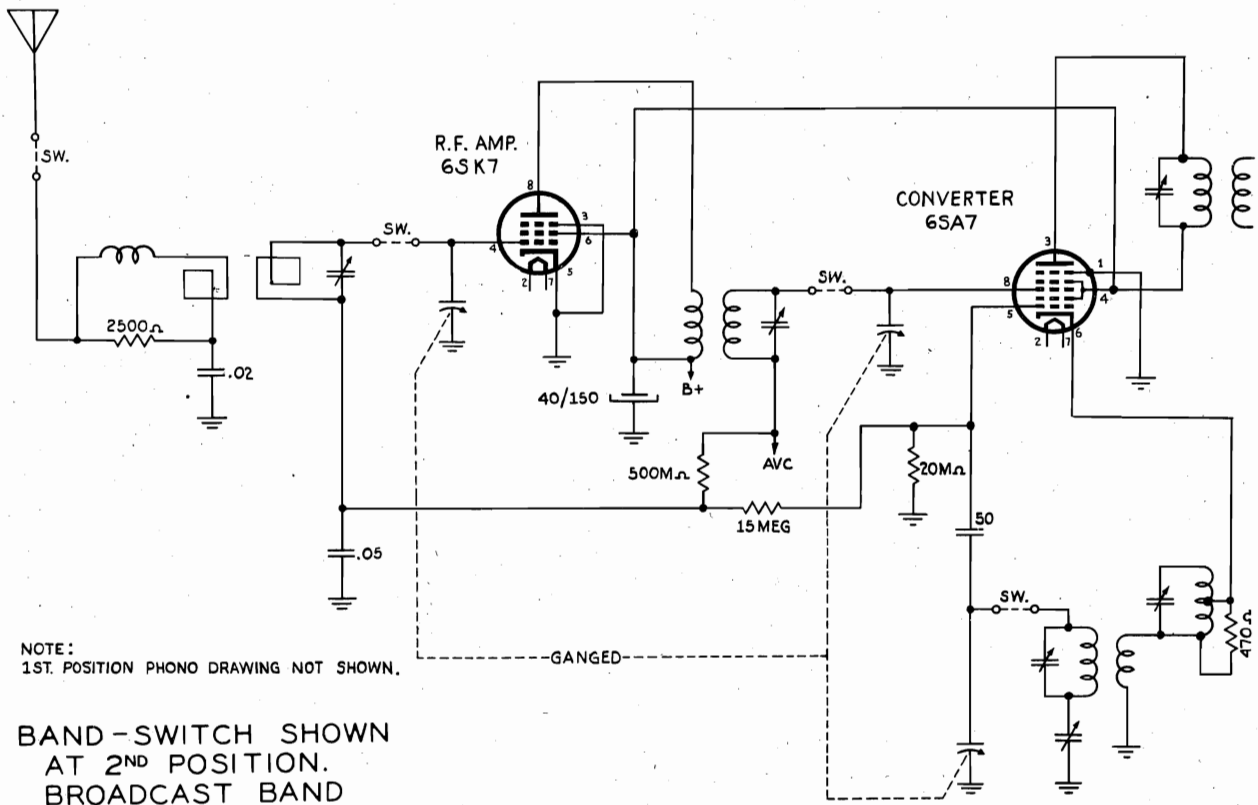 SW.
R.F. AMP.
6SK7
8
3
6
4
5
2
7
SW.
CONVERTER
6SA7
3
1
8
4
5
6
2
7
SW.
2500Ω
.02
40/150
B+
500MΩ
AVC
20MΩ
15 MEG
50
.05
SW.
470Ω
GANGED
NOTE:
1ST. POSITION PHONO DRAWING NOT SHOWN.
BAND-SWITCH SHOWN
AT 2ND POSITION.
BROADCAST BAND